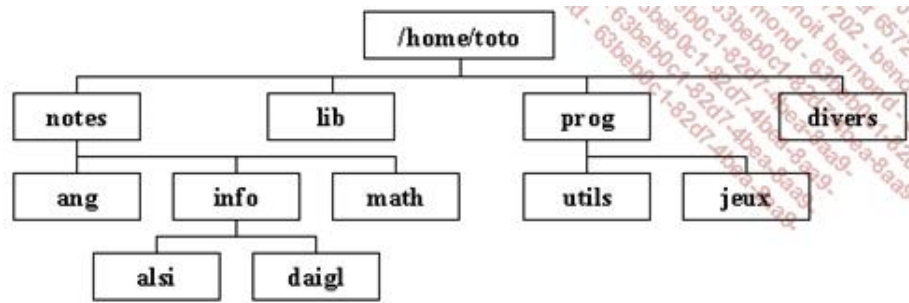 /home/toto
notes lib prog divers
ang info math utils jeux
alsi daigl